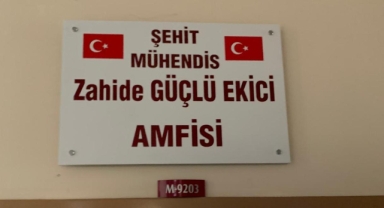 ŞEHİT
MÜHENDİS
Zahide GÜÇLÜ EKİCİ
AMFİSİ
M-9203